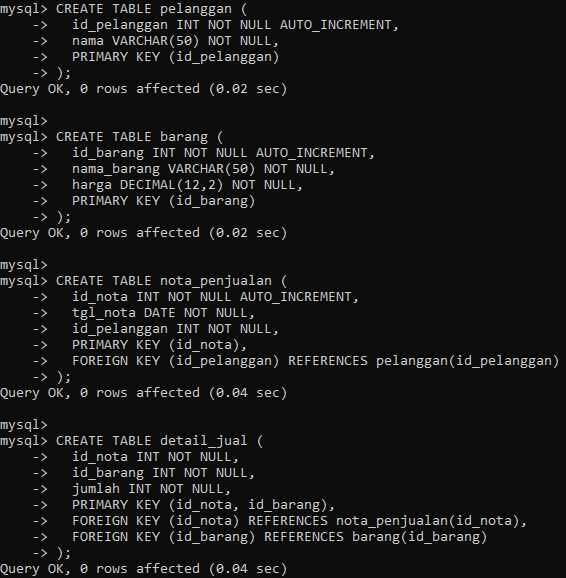 mysql> CREATE TABLE pelanggan (
    ->   id_pelanggan INT NOT NULL AUTO_INCREMENT,
    ->   nama VARCHAR(50) NOT NULL,
    ->   PRIMARY KEY (id_pelanggan)
    -> );
Query OK, 0 rows affected (0.02 sec)
mysql>
mysql> CREATE TABLE barang (
    ->   id_barang INT NOT NULL AUTO_INCREMENT,
    ->   nama_barang VARCHAR(50) NOT NULL,
    ->   harga DECIMAL(12,2) NOT NULL,
    ->   PRIMARY KEY (id_barang)
    -> );
Query OK, 0 rows affected (0.02 sec)
mysql>
mysql> CREATE TABLE nota_penjualan (
    ->   id_nota INT NOT NULL AUTO_INCREMENT,
    ->   tgl_nota DATE NOT NULL,
    ->   id_pelanggan INT NOT NULL,
    ->   PRIMARY KEY (id_nota),
    ->   FOREIGN KEY (id_pelanggan) REFERENCES pelanggan(id_pelanggan)
    -> );
Query OK, 0 rows affected (0.04 sec)
mysql>
mysql> CREATE TABLE detail_jual (
    ->   id_nota INT NOT NULL,
    ->   id_barang INT NOT NULL,
    ->   jumlah INT NOT NULL,
    ->   PRIMARY KEY (id_nota, id_barang),
    ->   FOREIGN KEY (id_nota) REFERENCES nota_penjualan(id_nota),
    ->   FOREIGN KEY (id_barang) REFERENCES barang(id_barang)
    -> );
Query OK, 0 rows affected (0.04 sec)